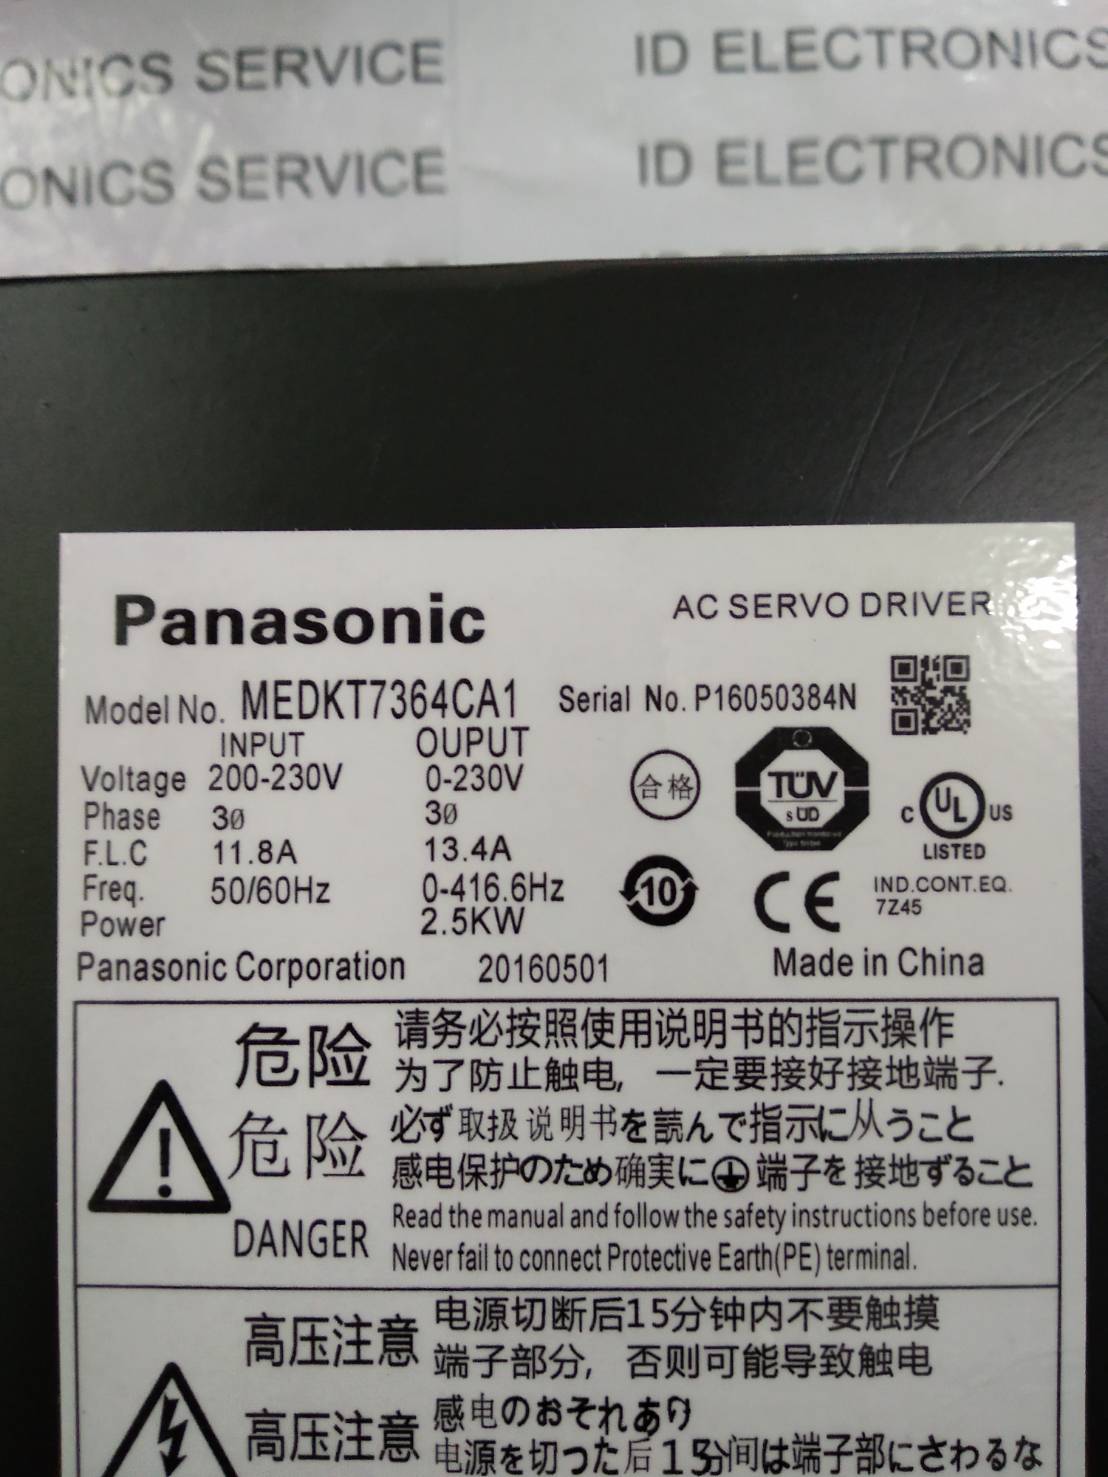 ONICS SERVICE ID ELECTRONICS
ONICS SERVICE ID ELECTRONICS
Panasonic AC SERVO DRIVER
Model No. MEDKT7364CA1 Serial No. P16050384N
INPUT OUPUT
Voltage 200-230V 0-230V
Phase 3ø 3ø
F.L.C 11.8A 13.4A
Freq. 50/60Hz 0-416.6Hz
Power 2.5KW
合格
TÜV
SÜD
C UL US
LISTED
10
CE
IND.CONT.EQ.
7Z45
Panasonic Corporation 20160501 Made in China
危险 请务必按照使用说明书的指示操作
为了防止触电, 一定要接好接地端子.
危险 必ず取扱说明书を読んで指示に从うこと
感电保护のため确実に⏚端子を接地ずること
DANGER Read the manual and follow the safety instructions before use.
Never fail to connect Protective Earth(PE) terminal.
高压注意 电源切断后15分钟内不要触摸
端子部分, 否则可能导致触电
高压注意 感电のおそれあり
电源を切った后15分间は端子部にさわるな